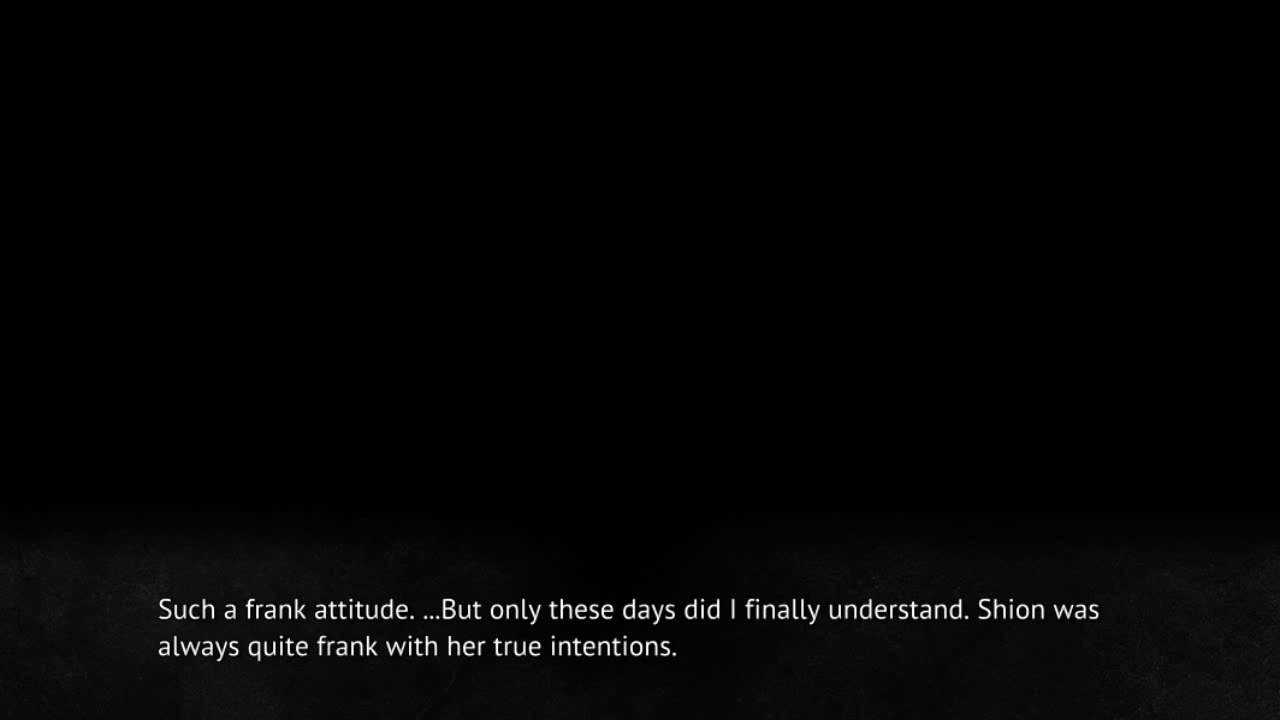 Such a frank attitude. ...But only these days did I finally understand. Shion was
always quite frank with her true intentions.